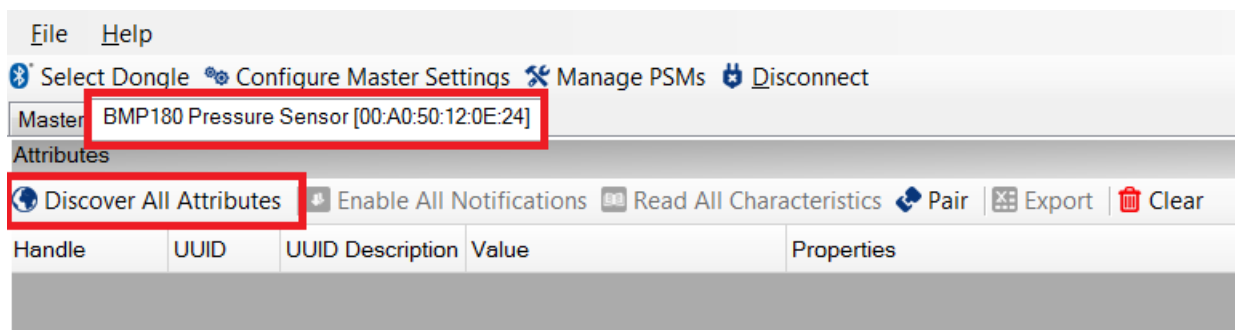 File Help
Select Dongle Configure Master Settings Manage PSMs Disconnect
Master BMP180 Pressure Sensor [00:A0:50:12:0E:24]
Attributes
Discover All Attributes Enable All Notifications Read All Characteristics Pair Export Clear
Handle UUID UUID Description Value Properties